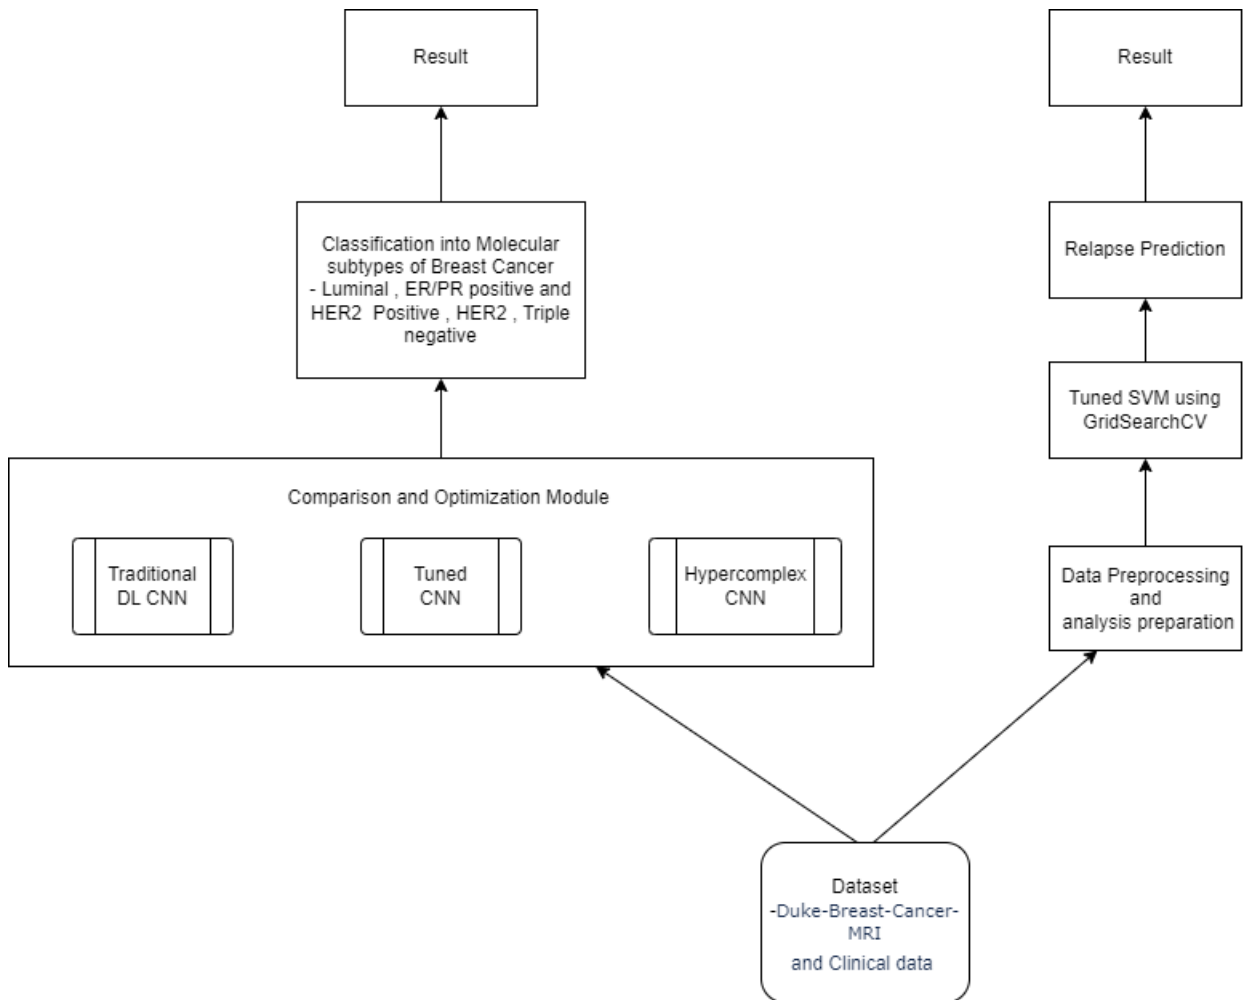 Result
Result
Classification into Molecular
subtypes of Breast Cancer
- Luminal , ER/PR positive and
HER2  Positive , HER2 , Triple
negative
Relapse Prediction
Tuned SVM using
GridSearchCV
Comparison and Optimization Module
Traditional
DL CNN
Tuned
CNN
Hypercomplex
CNN
Data Preprocessing
and
analysis preparation
Dataset
-Duke-Breast-Cancer-
MRI
and Clinical data